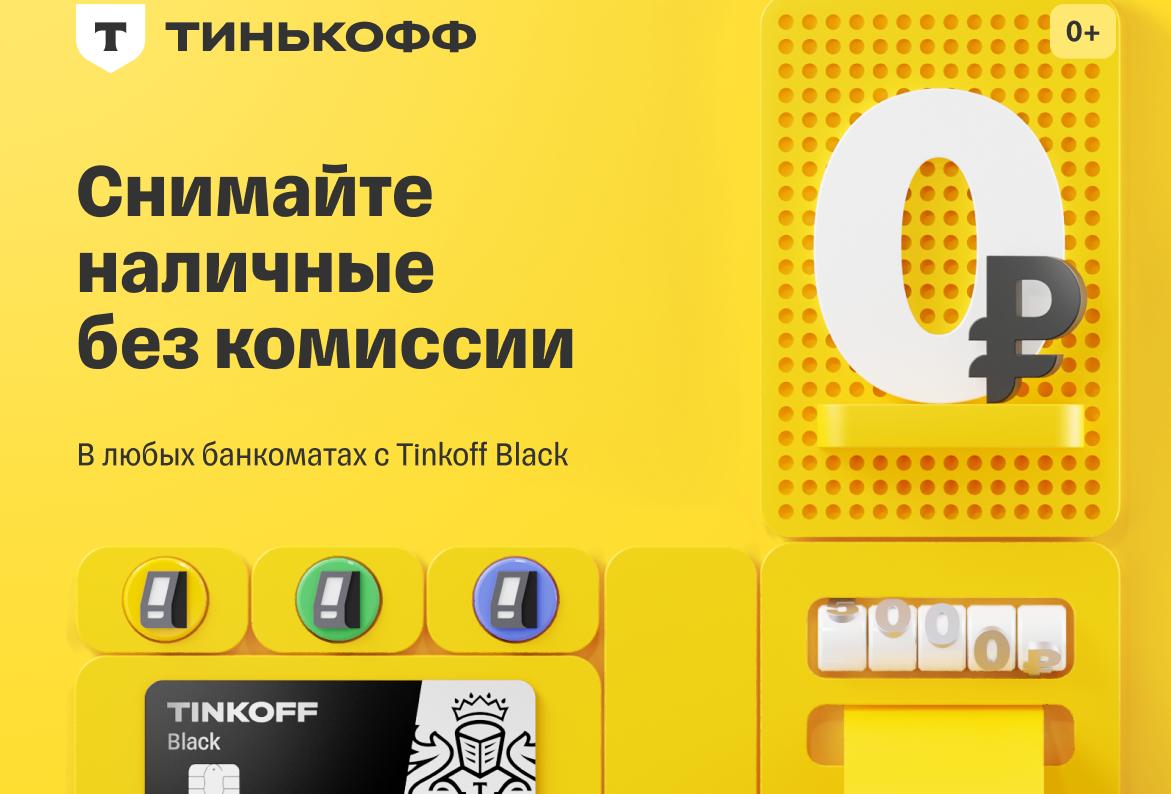 Т ТИНЬКОФФ
0+
0₽
Снимайте
наличные
без комиссии
В любых банкоматах с Tinkoff Black
5000₽
TINKOFF
Black